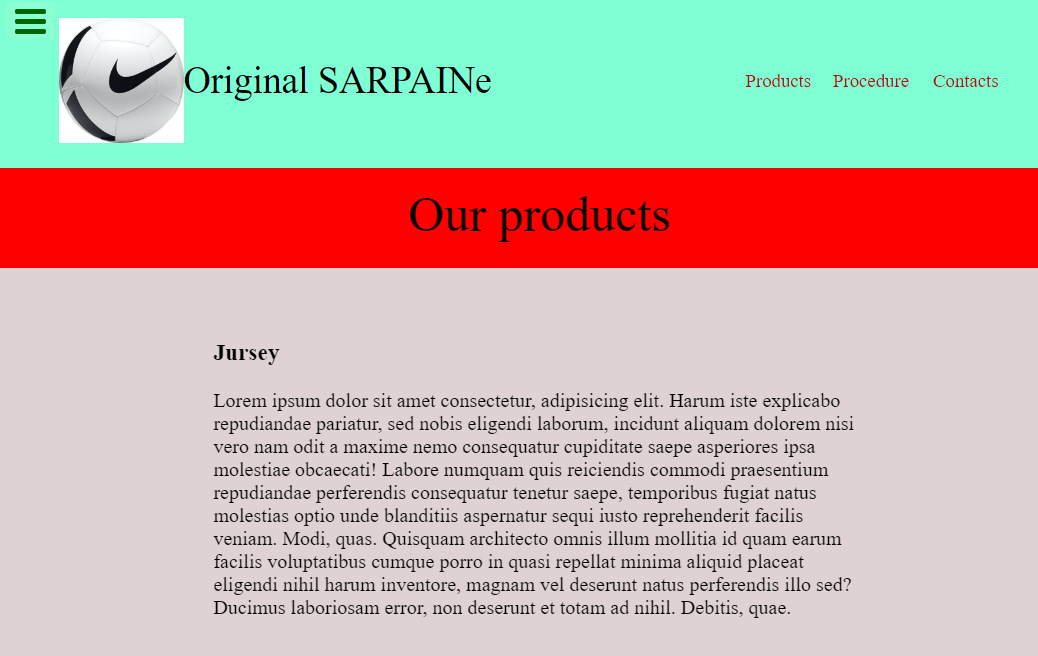 Original SARPAINe
Products Procedure Contacts
Our products
Jursey
Lorem ipsum dolor sit amet consectetur, adipisicing elit. Harum iste explicabo
repudiandae pariatur, sed nobis eligendi laborum, incidunt aliquam dolorem nisi
vero nam odit a maxime nemo consequatur cupiditate saepe asperiores ipsa
molestiae obcaecati! Labore numquam quis reiciendis commodi praesentium
repudiandae perferendis consequatur tenetur saepe, temporibus fugiat natus
molestias optio unde blanditiis aspernatur sequi iusto reprehenderit facilis
veniam. Modi, quas. Quisquam architecto omnis illum mollitia id quam earum
facilis voluptatibus cumque porro in quasi repellat minima aliquid placeat
eligendi nihil harum inventore, magnam vel deserunt natus perferendis illo sed?
Ducimus laboriosam error, non deserunt et totam ad nihil. Debitis, quae.